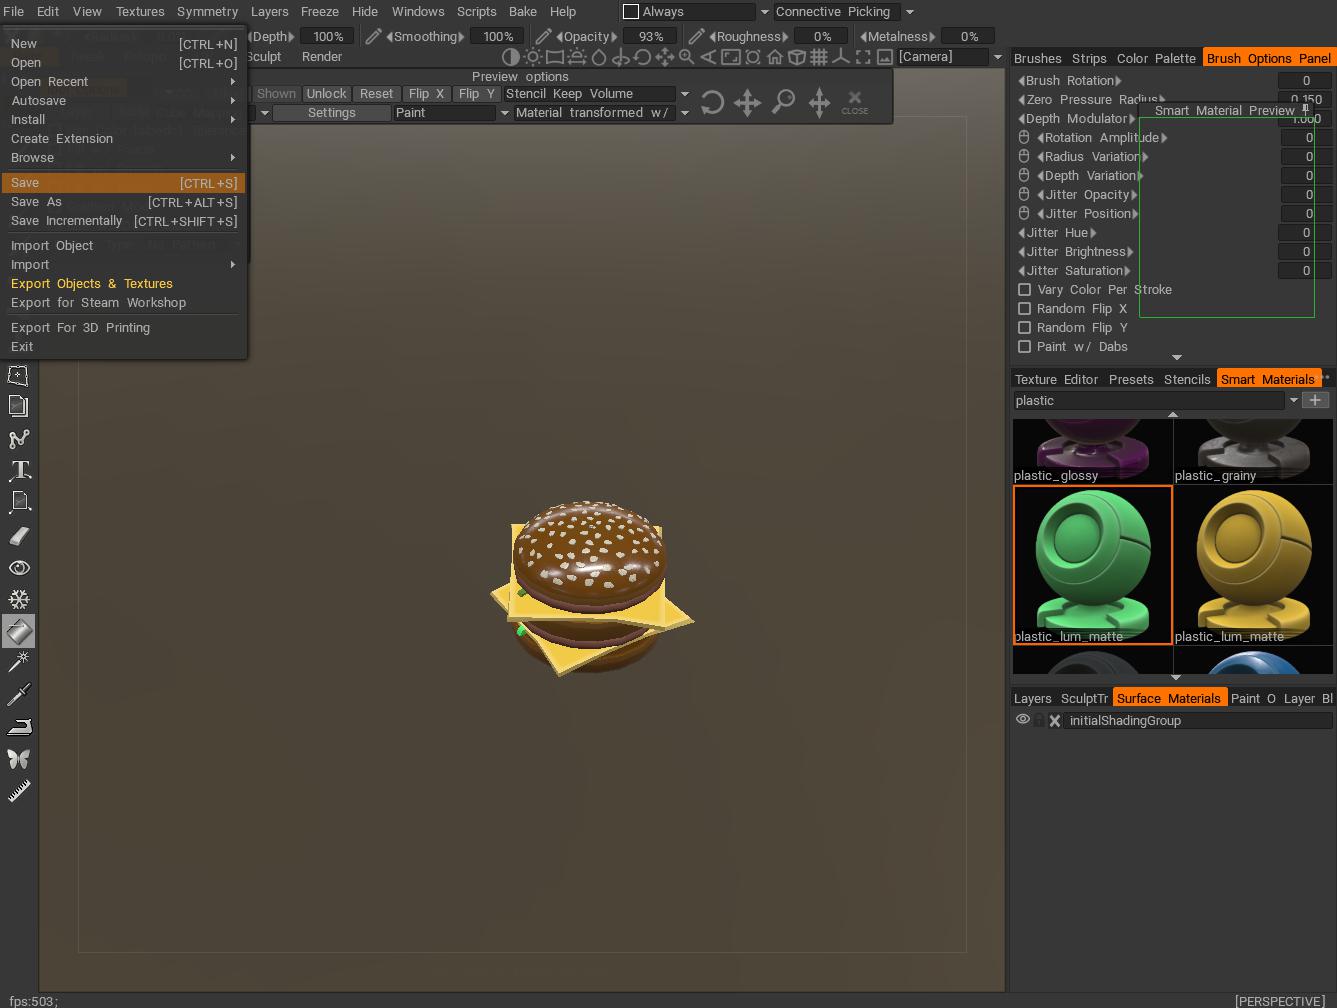 File Edit View Textures Symmetry Layers Freeze Hide Windows Scripts Bake Help Always Connective Picking
Depth 100% Smoothing 100% Opacity 93% Roughness 0% Metalness 0%
Sculpt Render [Camera]
Preview options
Shown Unlock Reset Flip X Flip Y Stencil Keep Volume
Settings Paint Material transformed w/
CLOSE
New [CTRL+N]
Open [CTRL+O]
Open Recent
Autosave
Install
Create Extension
Browse
Save [CTRL+S]
Save As [CTRL+ALT+S]
Save Incrementally [CTRL+SHIFT+S]
Import Object
Import
Export Objects & Textures
Export for Steam Workshop
Export For 3D Printing
Exit
Brushes Strips Color Palette Brush Options Panel
Brush Rotation 0
Zero Pressure Radius 0.150
Smart Material Preview
Depth Modulator 1.000
Rotation Amplitude 0
Radius Variation 0
Depth Variation 0
Jitter Opacity 0
Jitter Position 0
Jitter Hue 0
Jitter Brightness 0
Jitter Saturation 0
Vary Color Per Stroke
Random Flip X
Random Flip Y
Paint w/ Dabs
Texture Editor Presets Stencils Smart Materials
plastic
plastic_glossy plastic_grainy
plastic_lum_matte plastic_lum_matte
Layers SculptTr Surface Materials Paint O Layer Bl
initialShadingGroup
fps:503; [PERSPECTIVE]